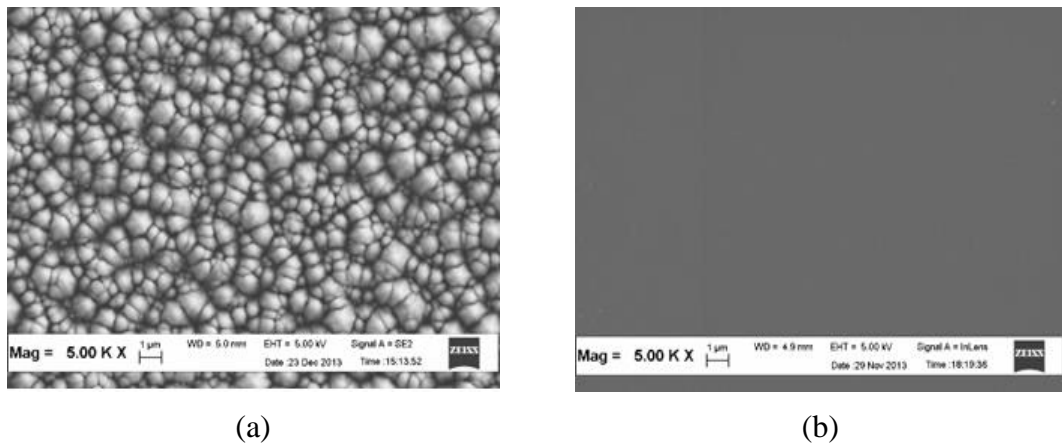 Mag = 5.00 K X 1 µm WD = 5.0 mm EHT = 5.00 kV Signal A = SE2 ZEISS
Date :23 Dec 2013 Time :15:13:52
Mag = 5.00 K X 1 µm WD = 4.9 mm EHT = 5.00 kV Signal A = InLens ZEISS
Date :29 Nov 2013 Time :18:19:35
(a) (b)